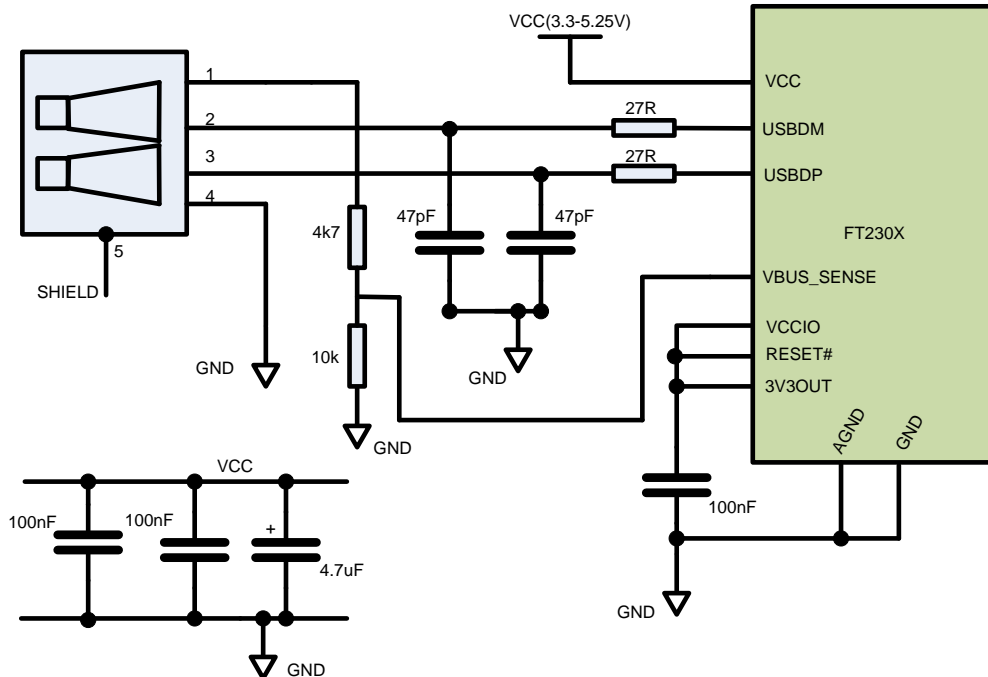 VCC(3.3-5.25V)
1
VCC
27R
2
USBDM
27R
3
USBDP
4
47pF
47pF
4k7
FT230X
5
VBUS_SENSE
SHIELD
VCCIO
10k
RESET#
GND
GND
3V3OUT
GND
AGND
GND
VCC
100nF
100nF
100nF
+
4.7uF
GND
GND